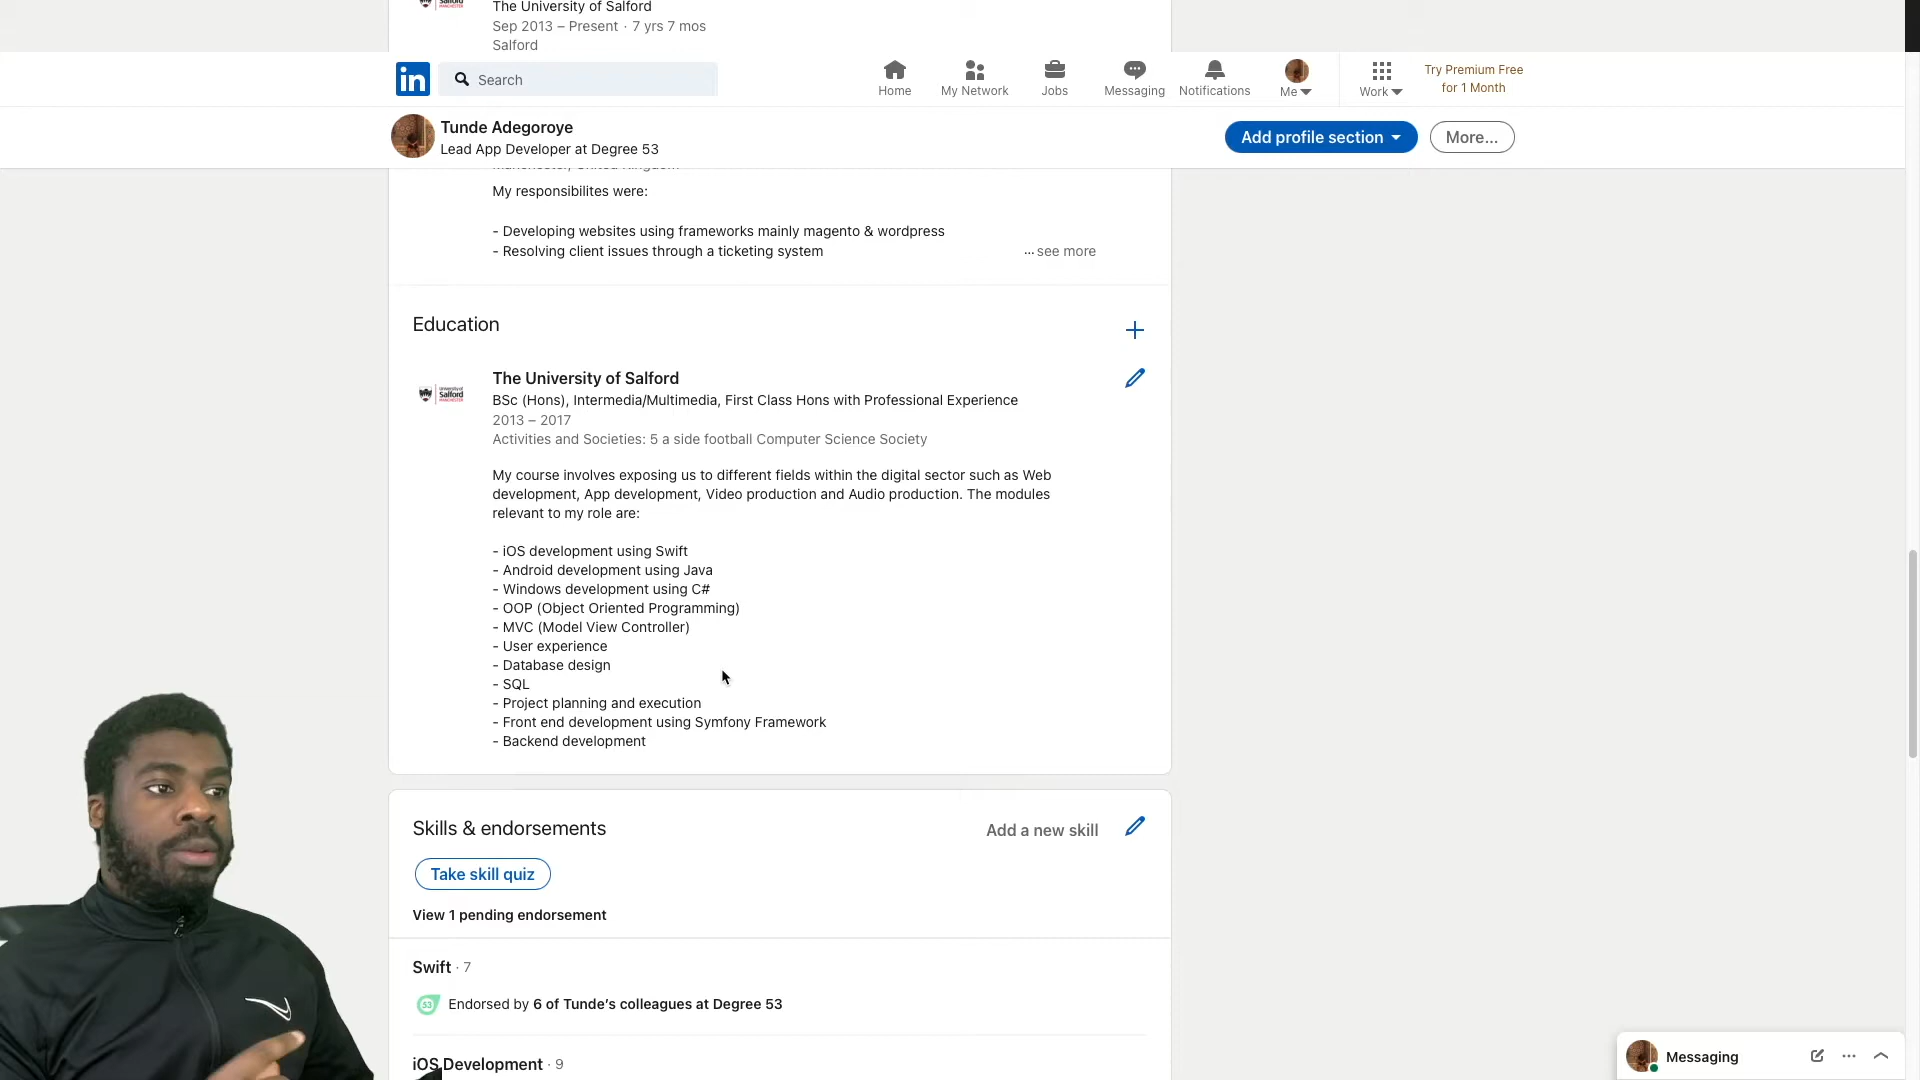 The University of Salford
Sep 2013 – Present · 7 yrs 7 mos
Salford
in
Search
Home
My Network
Jobs
Messaging
Notifications
Me
Work
Try Premium Free
for 1 Month
Tunde Adegoroye
Lead App Developer at Degree 53
Add profile section
More...
My responsibilites were:
- Developing websites using frameworks mainly magento & wordpress
- Resolving client issues through a ticketing system
... see more
Education
The University of Salford
BSc (Hons), Intermedia/Multimedia, First Class Hons with Professional Experience
2013 – 2017
Activities and Societies: 5 a side football Computer Science Society
My course involves exposing us to different fields within the digital sector such as Web
development, App development, Video production and Audio production. The modules
relevant to my role are:
- iOS development using Swift
- Android development using Java
- Windows development using C#
- OOP (Object Oriented Programming)
- MVC (Model View Controller)
- User experience
- Database design
- SQL
- Project planning and execution
- Front end development using Symfony Framework
- Backend development
Skills & endorsements
Add a new skill
Take skill quiz
View 1 pending endorsement
Swift · 7
53
Endorsed by 6 of Tunde's colleagues at Degree 53
iOS Development · 9
Messaging